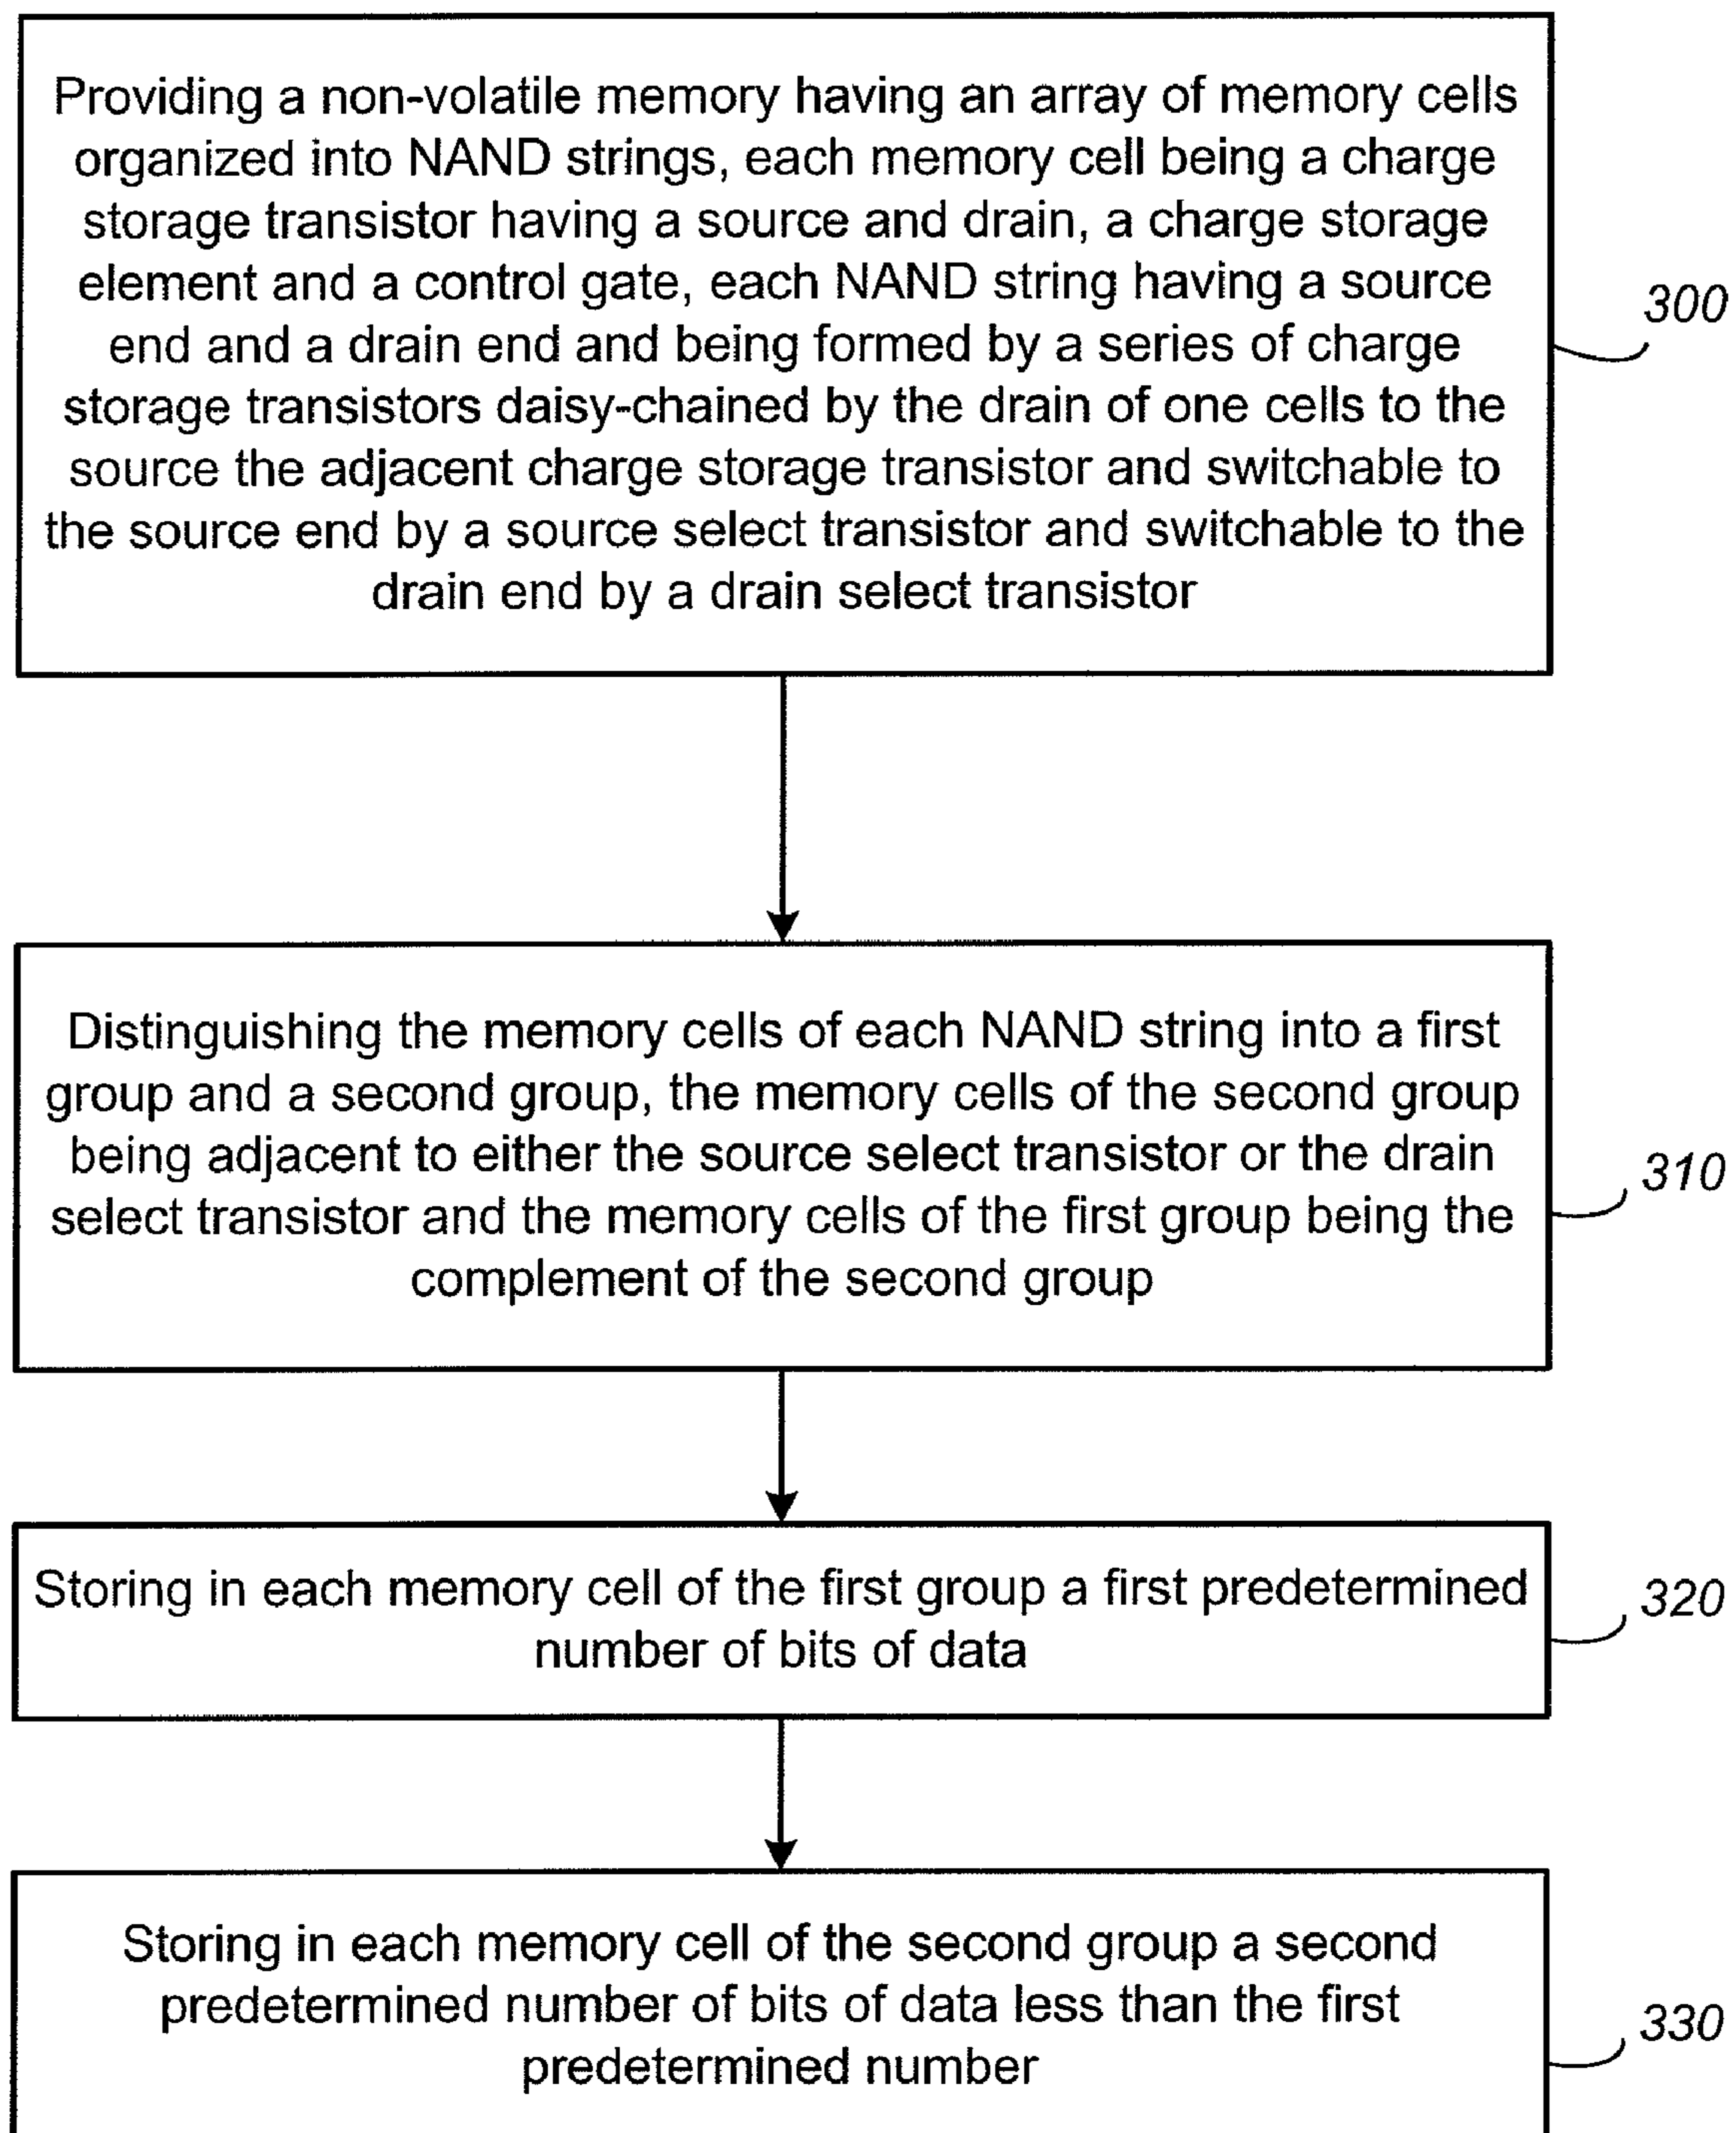 Providing a non-volatile memory having an array of memory cells
organized into NAND strings, each memory cell being a charge
storage transistor having a source and drain, a charge storage
element and a control gate, each NAND string having a source
end and a drain end and being formed by a series of charge
storage transistors daisy-chained by the drain of one cells to the
source the adjacent charge storage transistor and switchable to
the source end by a source select transistor and switchable to the
drain end by a drain select transistor
300
Distinguishing the memory cells of each NAND string into a first
group and a second group, the memory cells of the second group
being adjacent to either the source select transistor or the drain
select transistor and the memory cells of the first group being the
complement of the second group
310
Storing in each memory cell of the first group a first predetermined
number of bits of data
320
Storing in each memory cell of the second group a second
predetermined number of bits of data less than the first
predetermined number
330